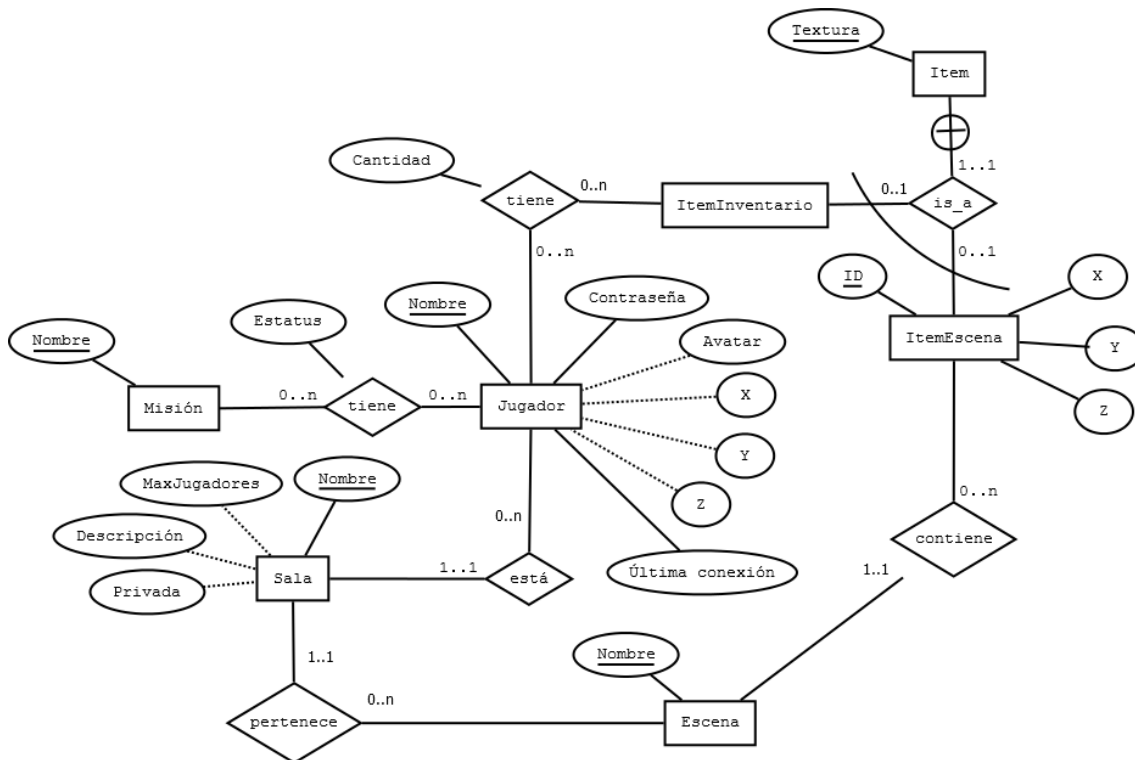 Textura
Item
Cantidad
1..1
tiene
0..n
ItemInventario
0..1
is_a
0..n
0..1
ID
X
Nombre
Contraseña
Estatus
ItemEscena
Nombre
Avatar
Y
0..n
0..n
X
Misión
tiene
Jugador
Z
Y
MaxJugadores
Nombre
Z
0..n
0..n
Descripción
contiene
1..1
está
Última conexión
1..1
Sala
Privada
1..1
Nombre
0..n
pertenece
Escena